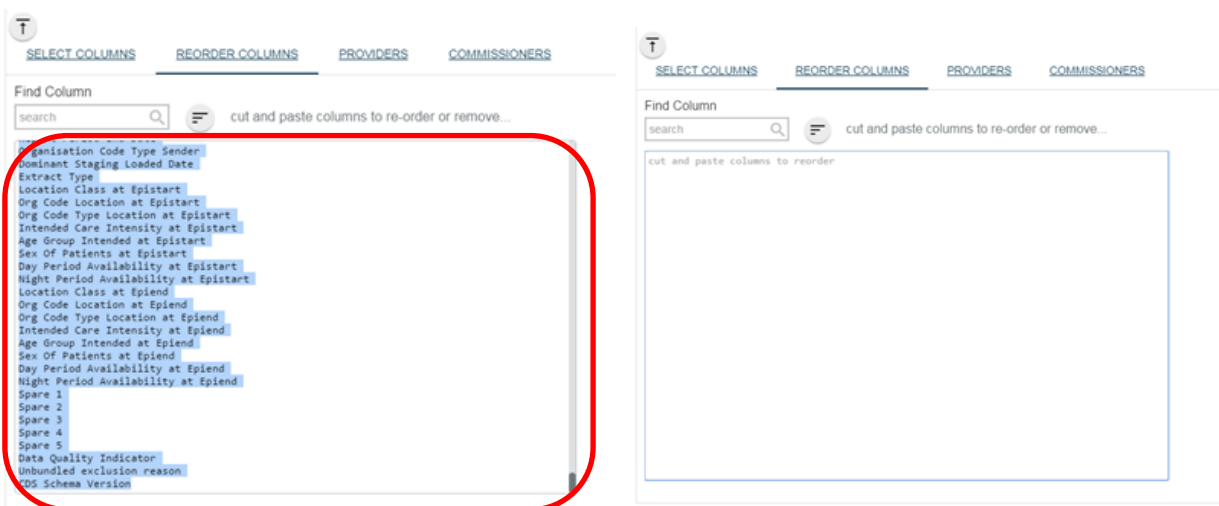 SELECT COLUMNS REORDER COLUMNS PROVIDERS COMMISSIONERS
Find Column
search cut and paste columns to re-order or remove...
Organisation Code Type Sender
Dominant Staging Loaded Date
Extract Type
Location Class at Epistart
Org Code Location at Epistart
Org Code Type Location at Epistart
Intended Care Intensity at Epistart
Age Group Intended at Epistart
Sex Of Patients at Epistart
Day Period Availability at Epistart
Night Period Availability at Epistart
Location Class at Epiend
Org Code Location at Epiend
Org Code Type Location at Epiend
Intended Care Intensity at Epiend
Age Group Intended at Epiend
Sex Of Patients at Epiend
Day Period Availability at Epiend
Night Period Availability at Epiend
Spare 1
Spare 2
Spare 3
Spare 4
Spare 5
Data Quality Indicator
Unbundled exclusion reason
CDS Schema Version
SELECT COLUMNS REORDER COLUMNS PROVIDERS COMMISSIONERS
Find Column
search cut and paste columns to re-order or remove...
cut and paste columns to reorder